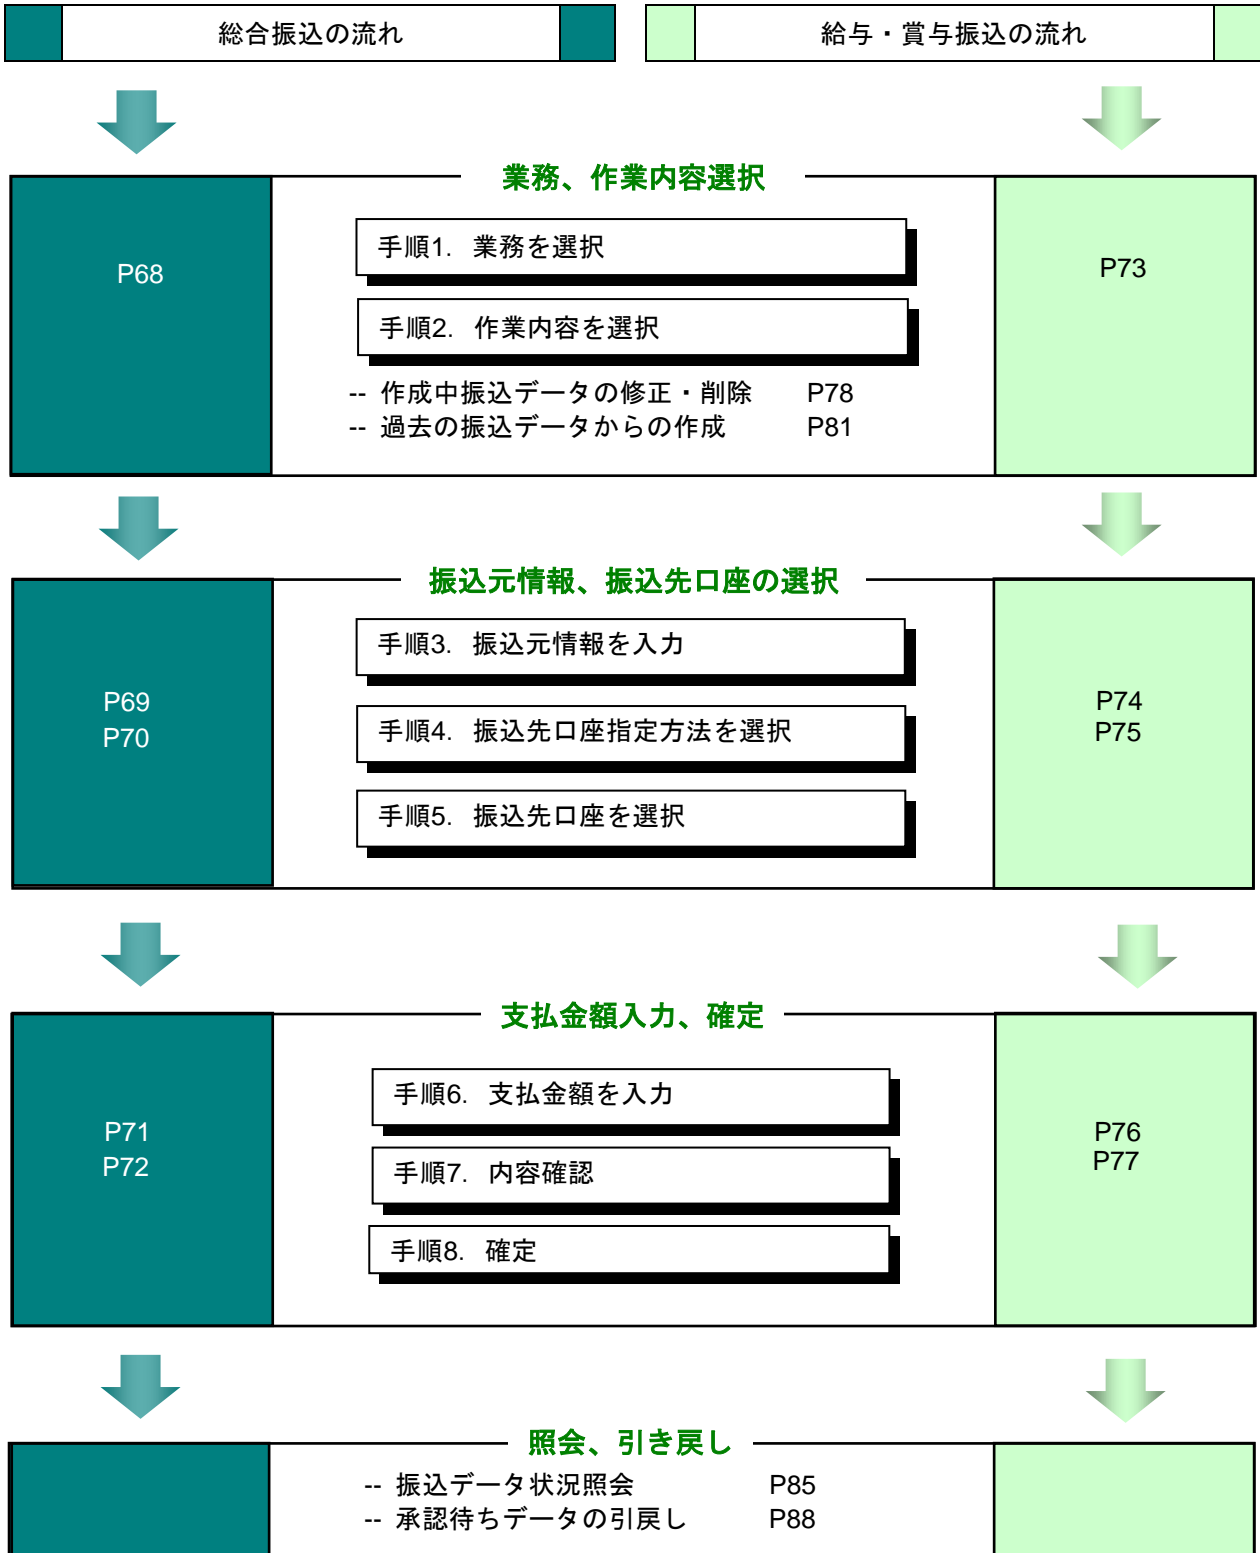 総合振込の流れ
給与・賞与振込の流れ
業務、作業内容選択
P68
手順1. 業務を選択
手順2. 作業内容を選択
-- 作成中振込データの修正・削除 P78
-- 過去の振込データからの作成 P81
P73
振込元情報、振込先口座の選択
P69
P70
手順3. 振込元情報を入力
手順4. 振込先口座指定方法を選択
手順5. 振込先口座を選択
P74
P75
支払金額入力、確定
P71
P72
手順6. 支払金額を入力
手順7. 内容確認
手順8. 確定
P76
P77
照会、引き戻し
-- 振込データ状況照会 P85
-- 承認待ちデータの引戻し P88